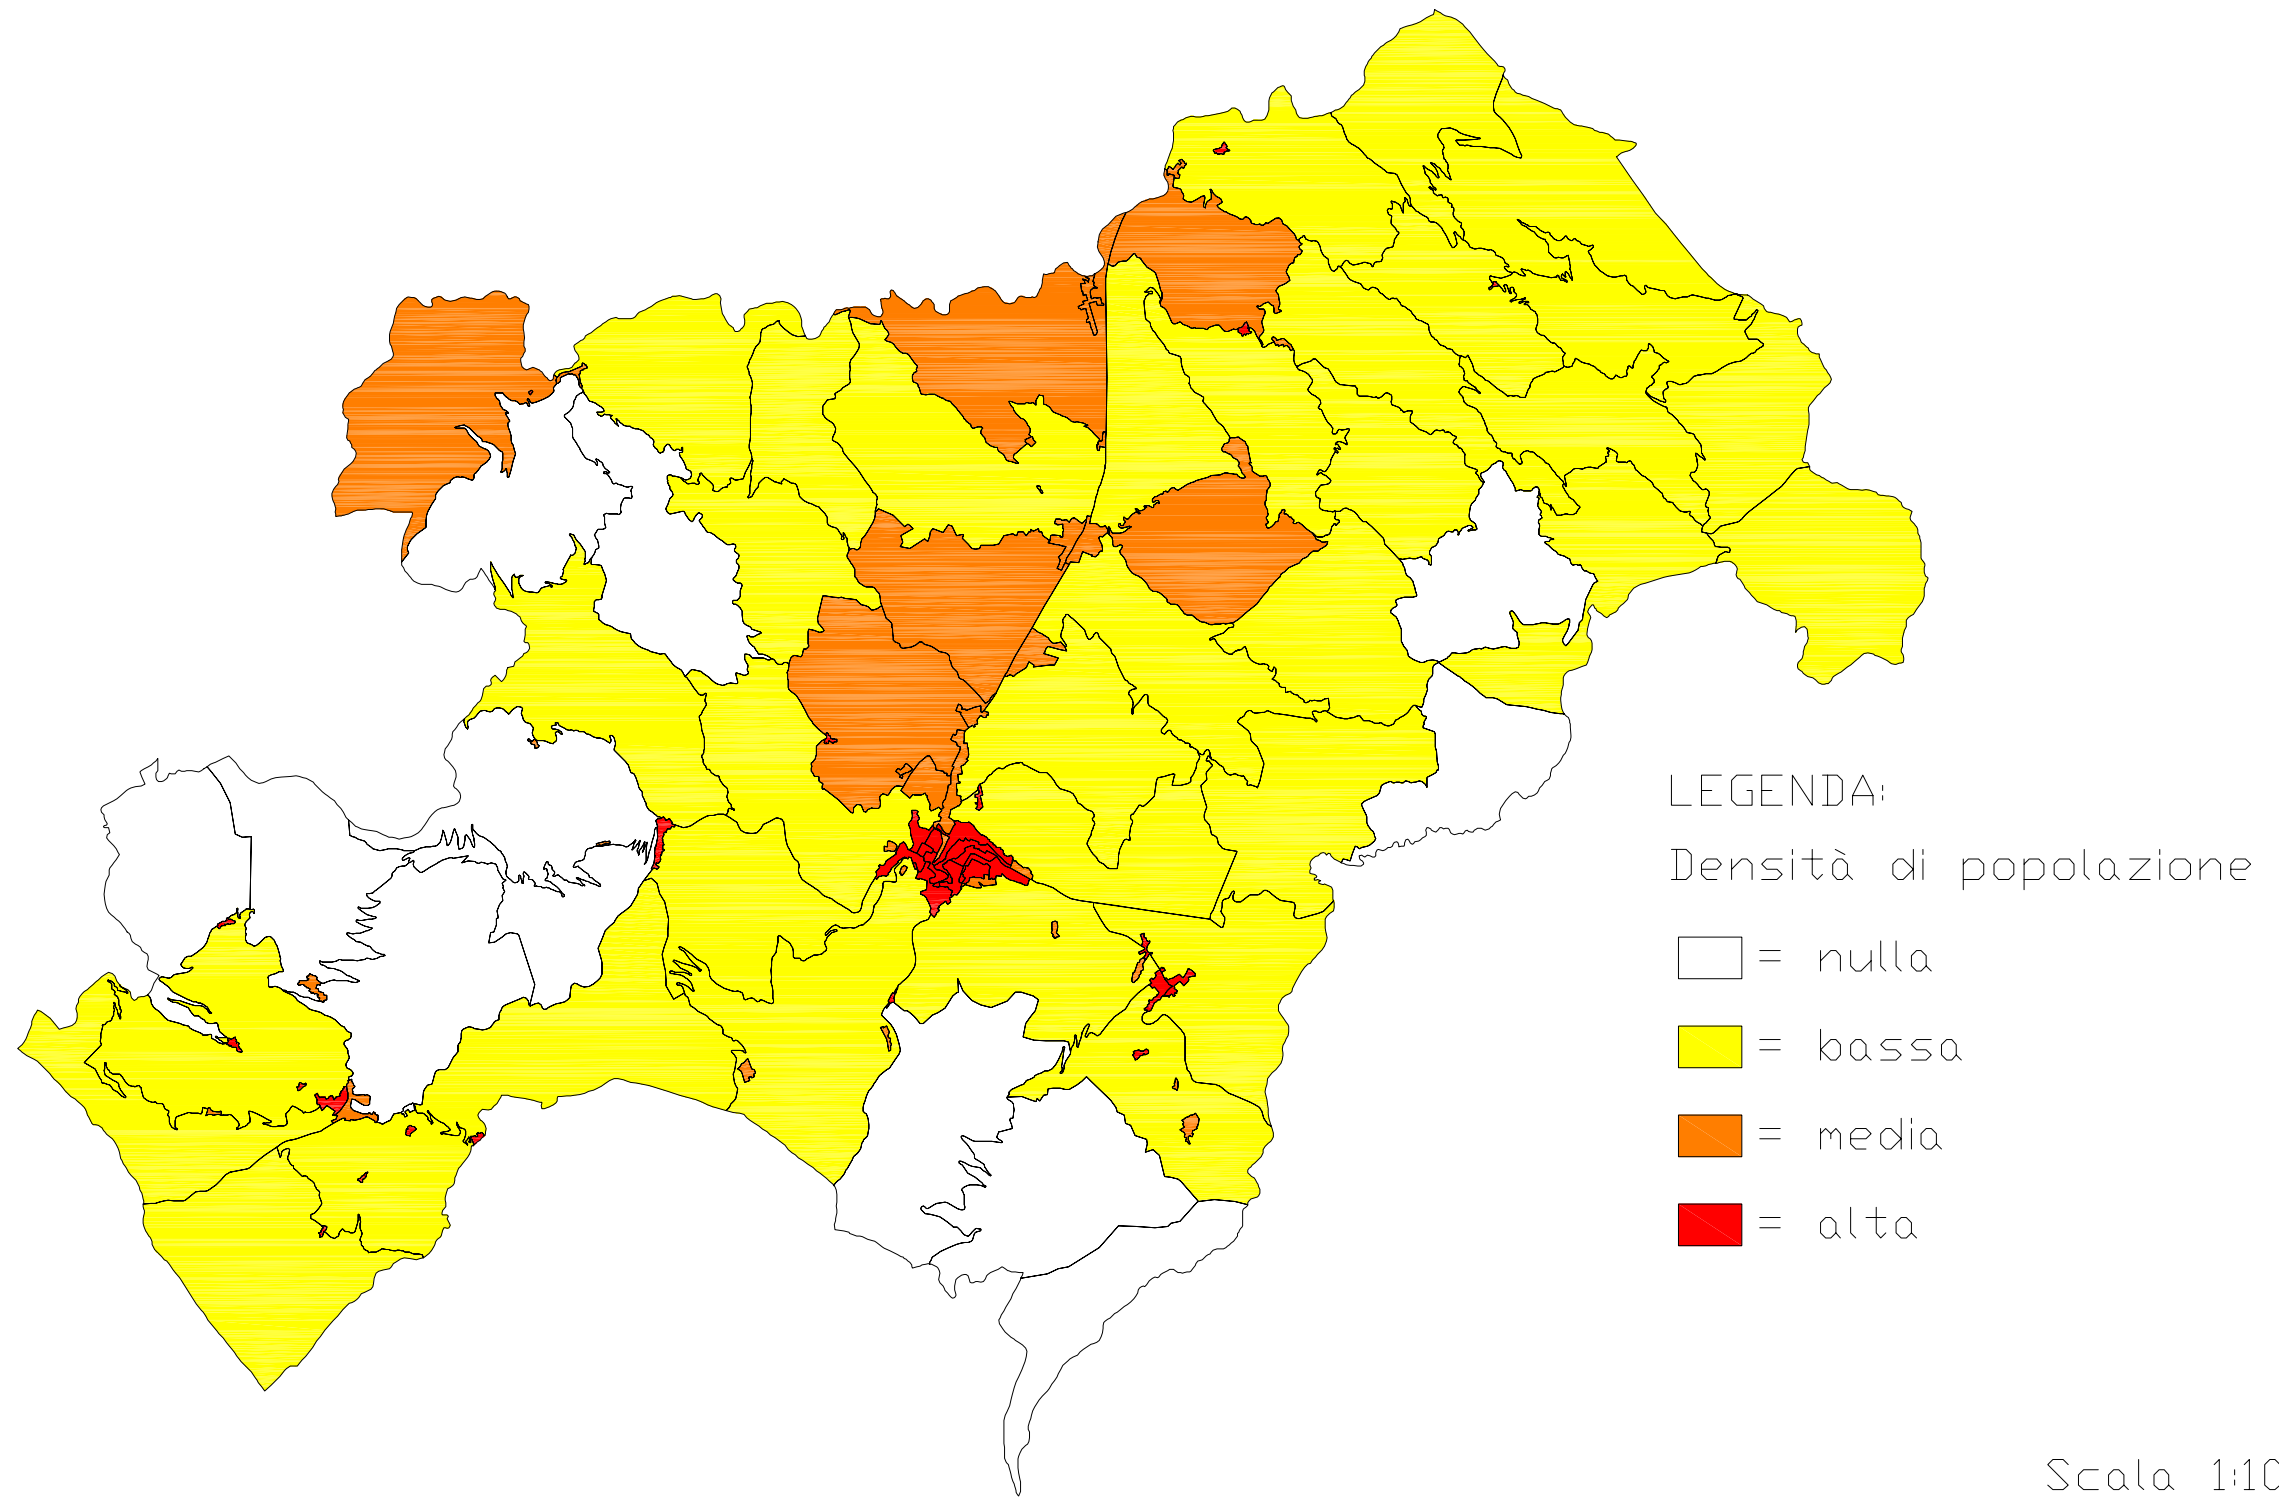 LEGENDA:
Densità di popolazione
= nulla
= bassa
= media
= alta
Scala 1:10